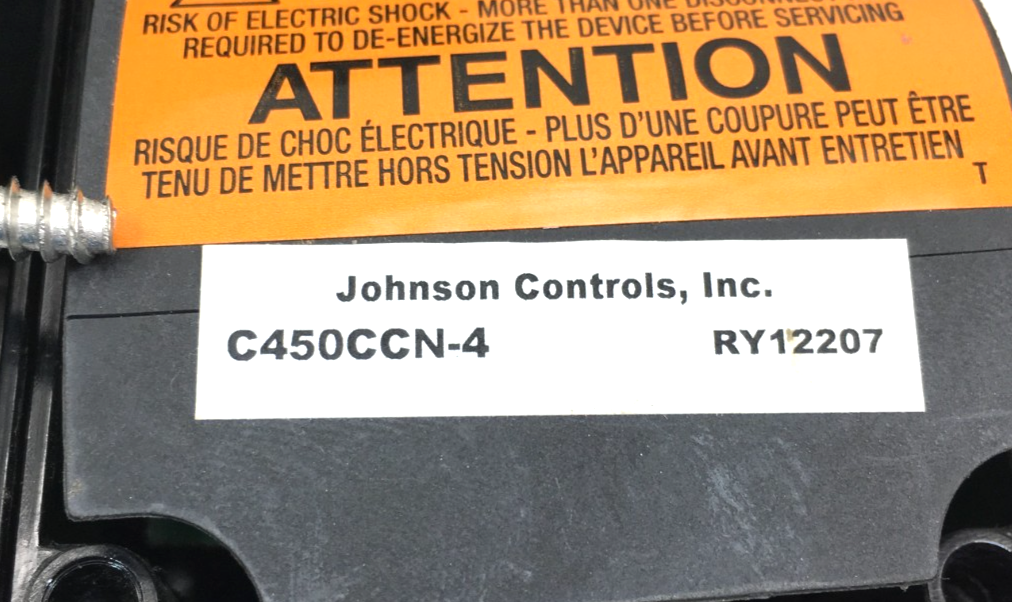 RISK OF ELECTRIC SHOCK - MORE THAN ONE
REQUIRED TO DE-ENERGIZE THE DEVICE BEFORE SERVICING
ATTENTION
RISQUE DE CHOC ÉLECTRIQUE - PLUS D'UNE COUPURE PEUT ÊTRE
TENU DE METTRE HORS TENSION L'APPAREIL AVANT ENTRETIEN
T
Johnson Controls, Inc.
C450CCN-4 RY12207